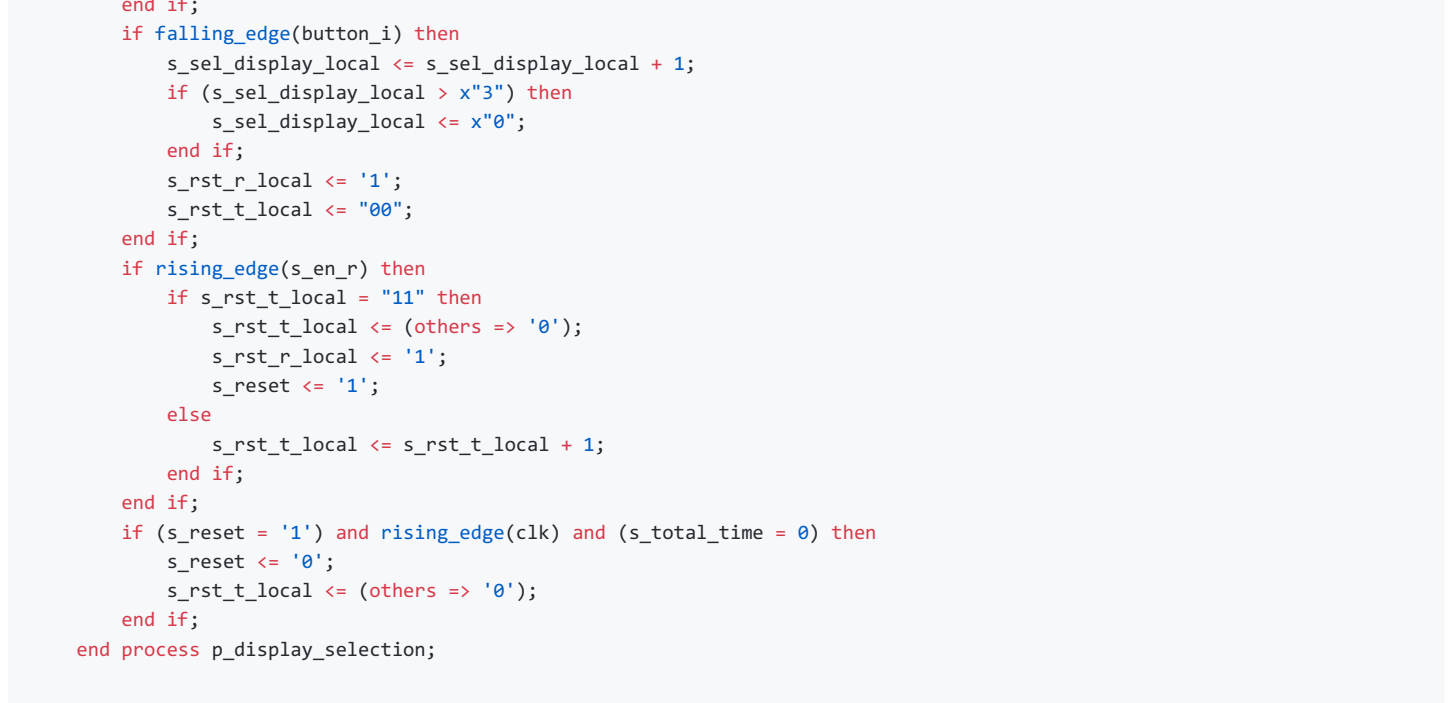 end if;
if falling_edge(button_i) then
s_sel_display_local <= s_sel_display_local + 1;
if (s_sel_display_local > x"3") then
s_sel_display_local <= x"0";
end if;
s_rst_r_local <= '1';
s_rst_t_local <= "00";
end if;
if rising_edge(s_en_r) then
if s_rst_t_local = "11" then
s_rst_t_local <= (others => '0');
s_rst_r_local <= '1';
s_reset <= '1';
else
s_rst_t_local <= s_rst_t_local + 1;
end if;
end if;
if (s_reset = '1') and rising_edge(clk) and (s_total_time = 0) then
s_reset <= '0';
s_rst_t_local <= (others => '0');
end if;
end process p_display_selection;